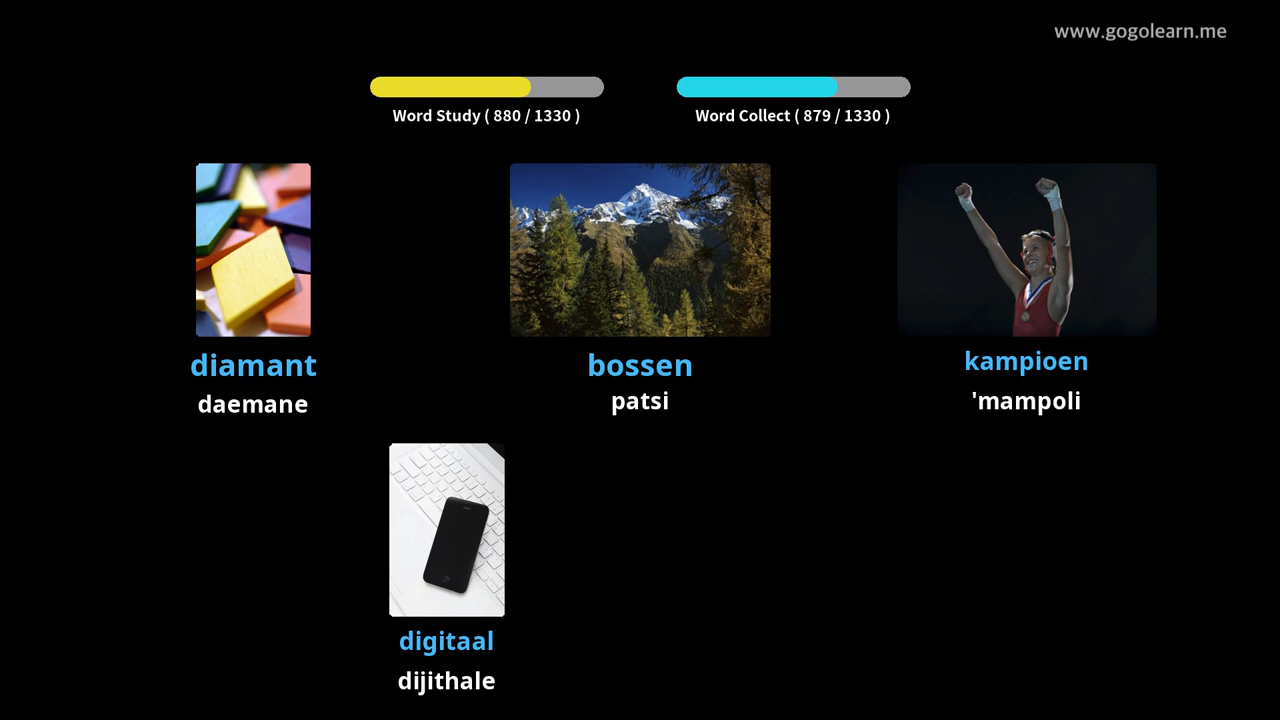 www.gogolearn.me
Word Study ( 880 / 1330 )
Word Collect ( 879 / 1330 )
diamant
daemane
bossen
patsi
kampioen
'mampoli
digitaal
dijithale